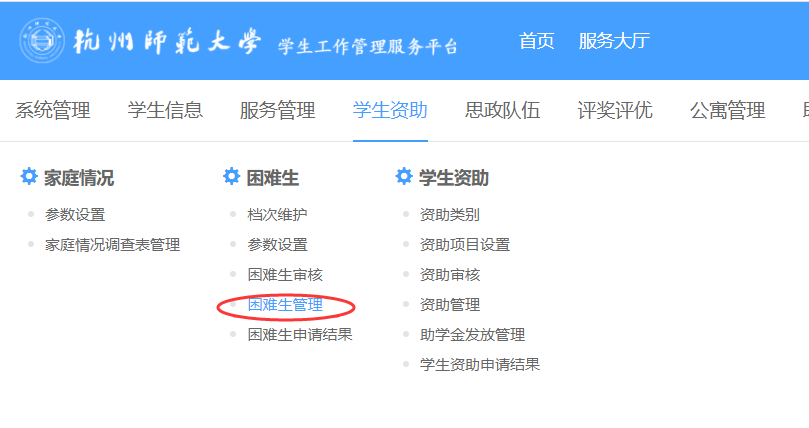 杭州师范大学 学生工作管理服务平台 首页 服务大厅
系统管理 学生信息 服务管理 学生资助 思政队伍 评奖评优 公寓管理
家庭情况
参数设置
家庭情况调查表管理
困难生
档次维护
参数设置
困难生审核
困难生管理
困难生申请结果
学生资助
资助类别
资助项目设置
资助审核
资助管理
助学金发放管理
学生资助申请结果